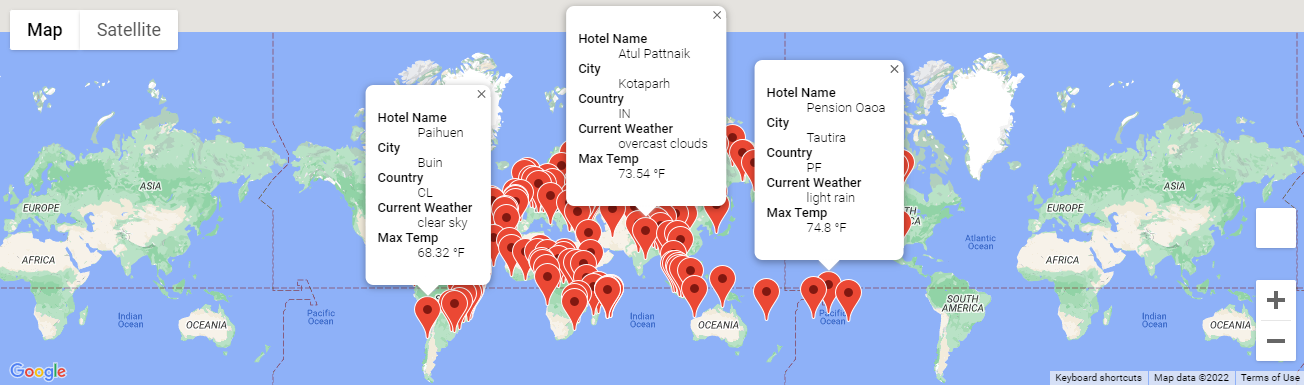 Map
Satellite
Hotel Name
Paihuen
City
Buin
Country
CL
Current Weather
clear sky
Max Temp
68.32 °F
Hotel Name
Atul Pattnaik
City
Kotaparh
Country
IN
Current Weather
overcast clouds
Max Temp
73.54 °F
Hotel Name
Pension Oaoa
City
Tautira
Country
PF
Current Weather
light rain
Max Temp
74.8 °F
ASIA
EUROPE
AFRICA
Indian
Ocean
OCEANIA
Pacific
Ocean
Indian
Ocean
OCEANIA
Pacific
Ocean
Atlantic
Ocean
SOUTH
AMERICA
ASIA
EUROPE
AFRICA
Indian
Ocean
OCEANIA
Google
Keyboard shortcuts
Map data ©2022
Terms of Use